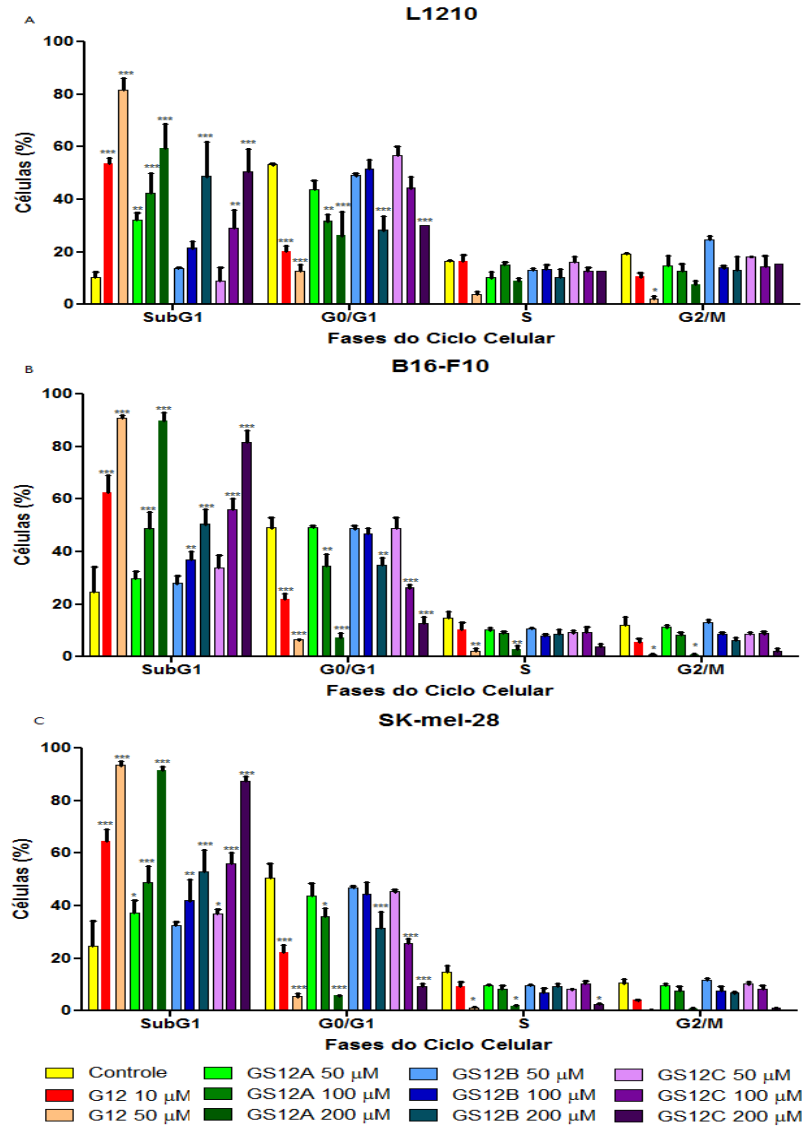 A
L1210
Células (%)
100
80
60
40
20
0
*** *** ** *** *** *** ** ***
*** *** ** *** *** ***
*
SubG1 G0/G1 S G2/M
Fases do Ciclo Celular
B
B16-F10
Células (%)
100
80
60
40
20
0
*** *** *** *** ** *** *** ***
*** *** ** *** ** *** ***
** **
* *
SubG1 G0/G1 S G2/M
Fases do Ciclo Celular
C
SK-mel-28
Células (%)
100
80
60
40
20
0
*** *** * *** *** ** *** * *** ***
*** *** * *** *** *** ***
* * *
SubG1 G0/G1 S G2/M
Fases do Ciclo Celular
Controle GS12A 50 μM GS12B 50 μM GS12C 50 μM
G12 10 μM GS12A 100 μM GS12B 100 μM GS12C 100 μM
G12 50 μM GS12A 200 μM GS12B 200 μM GS12C 200 μM